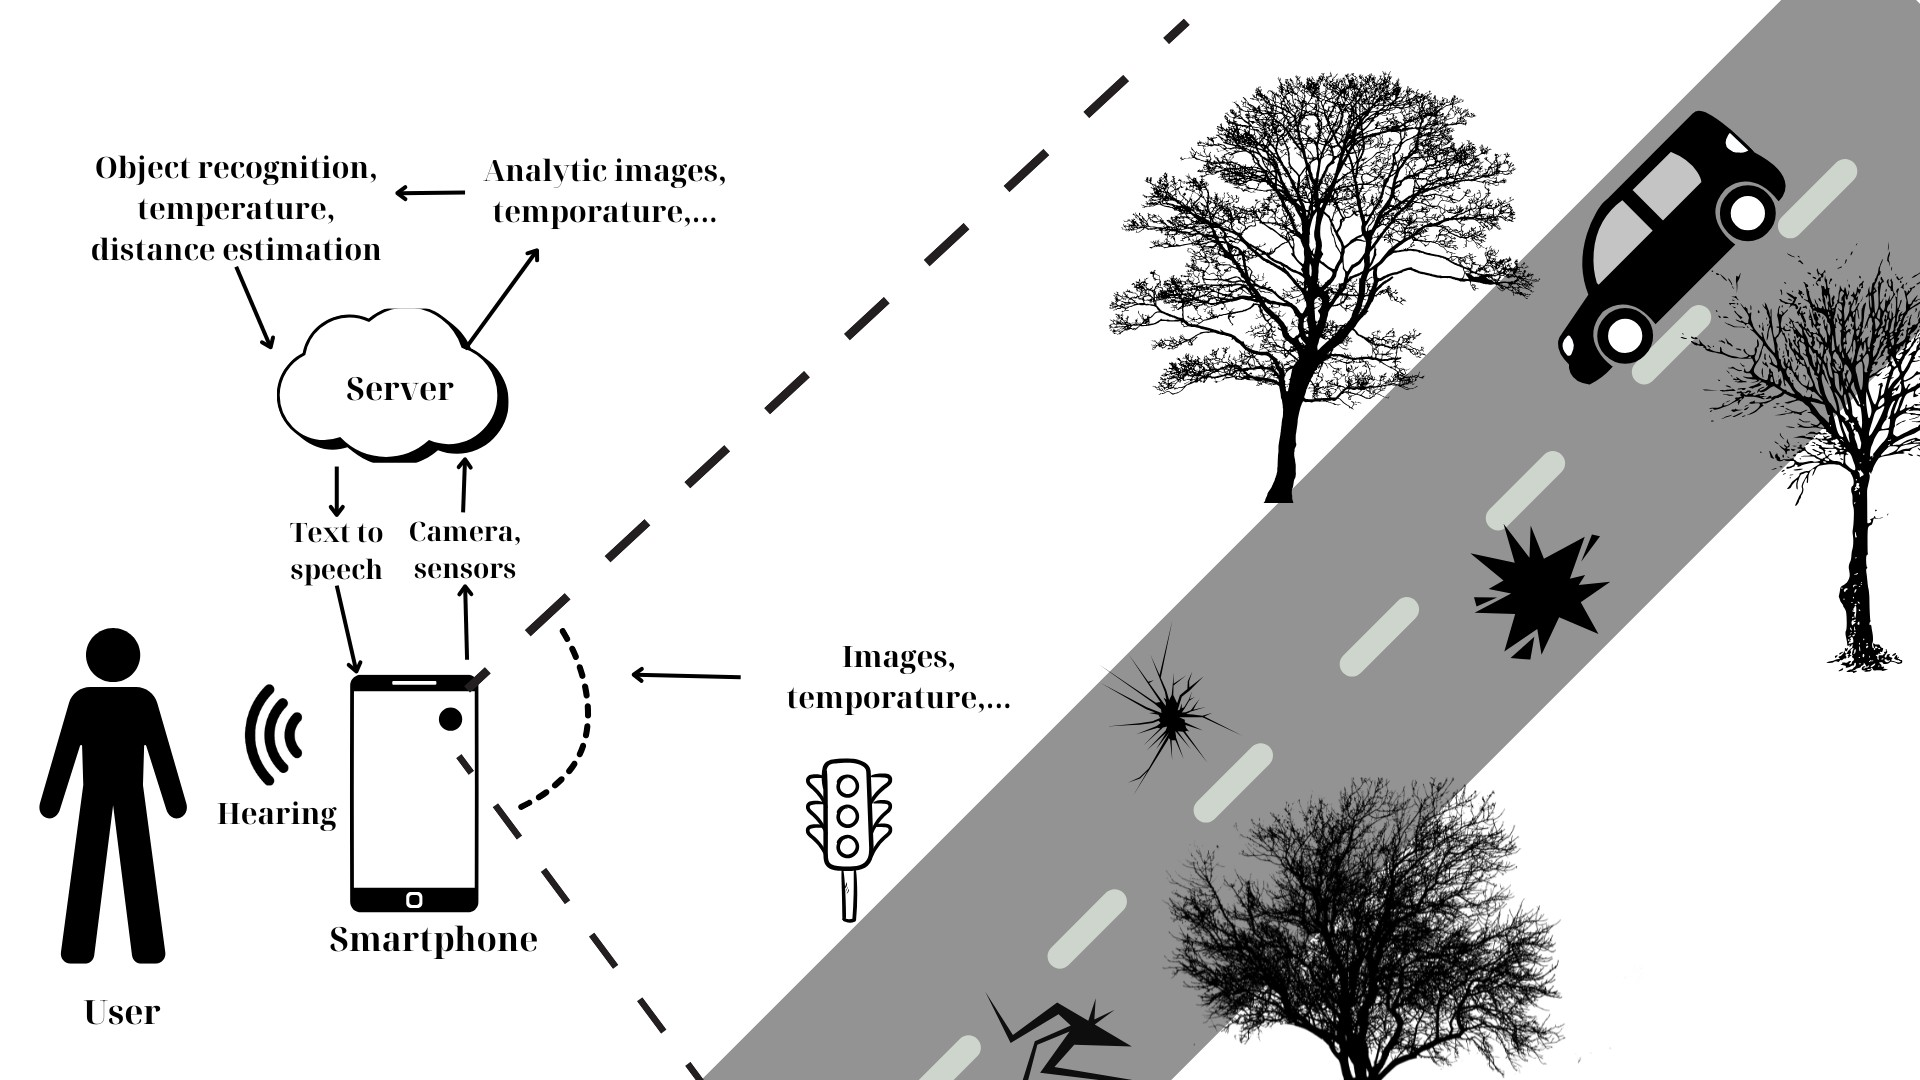 Object recognition,
temperature,
distance estimation
Analytic images,
temporature,...
Server
Text to
speech
Camera,
sensors
Images,
temporature,...
Hearing
Smartphone
User